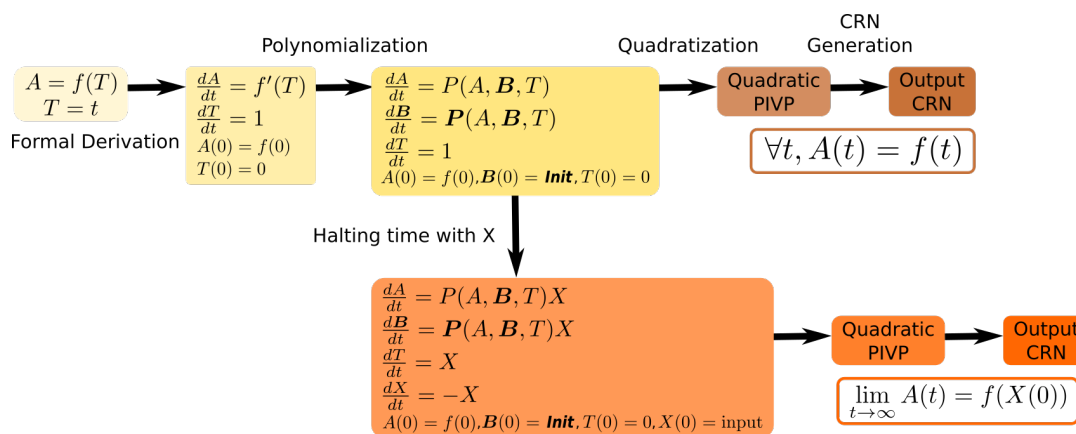 CRN
Polynomialization
Quadratization
Generation
A = f(T)
T = t
Formal Derivation
dA/dt = f′(T)
dT/dt = 1
A(0) = f(0)
T(0) = 0
dA/dt = P(A, B, T)
dB/dt = P(A, B, T)
dT/dt = 1
A(0) = f(0), B(0) = Init, T(0) = 0
Quadratic
PIVP
Output
CRN
∀t, A(t) = f(t)
Halting time with X
dA/dt = P(A, B, T)X
dB/dt = P(A, B, T)X
dT/dt = X
dX/dt = −X
A(0) = f(0), B(0) = Init, T(0) = 0, X(0) = input
Quadratic
PIVP
Output
CRN
lim t→∞ A(t) = f(X(0))